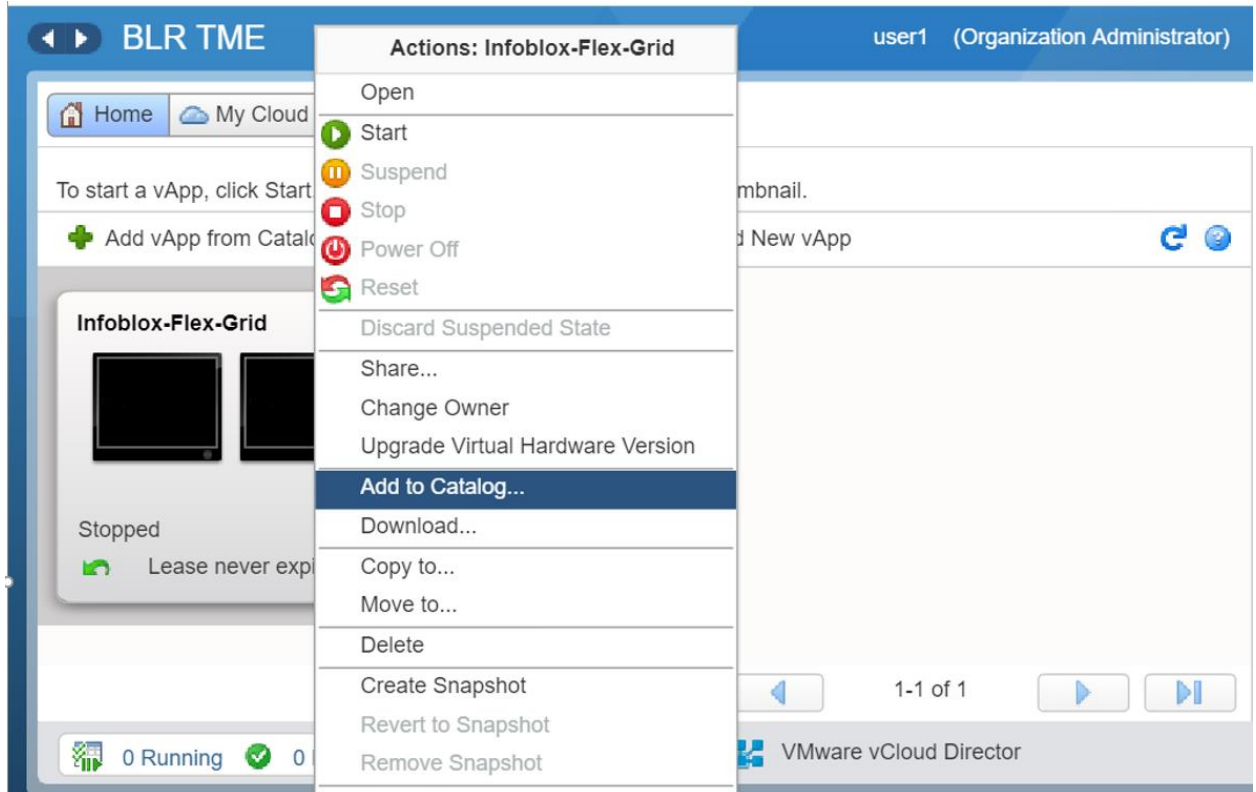 BLR TME
user1 (Organization Administrator)
Home My Cloud
To start a vApp, click Start
mbnail.
Add vApp from Catalo
d New vApp
Infoblox-Flex-Grid
Stopped
Lease never expi
Actions: Infoblox-Flex-Grid
Open
Start
Suspend
Stop
Power Off
Reset
Discard Suspended State
Share...
Change Owner
Upgrade Virtual Hardware Version
Add to Catalog...
Download...
Copy to...
Move to...
Delete
Create Snapshot
Revert to Snapshot
Remove Snapshot
1-1 of 1
0 Running 0
VMware vCloud Director